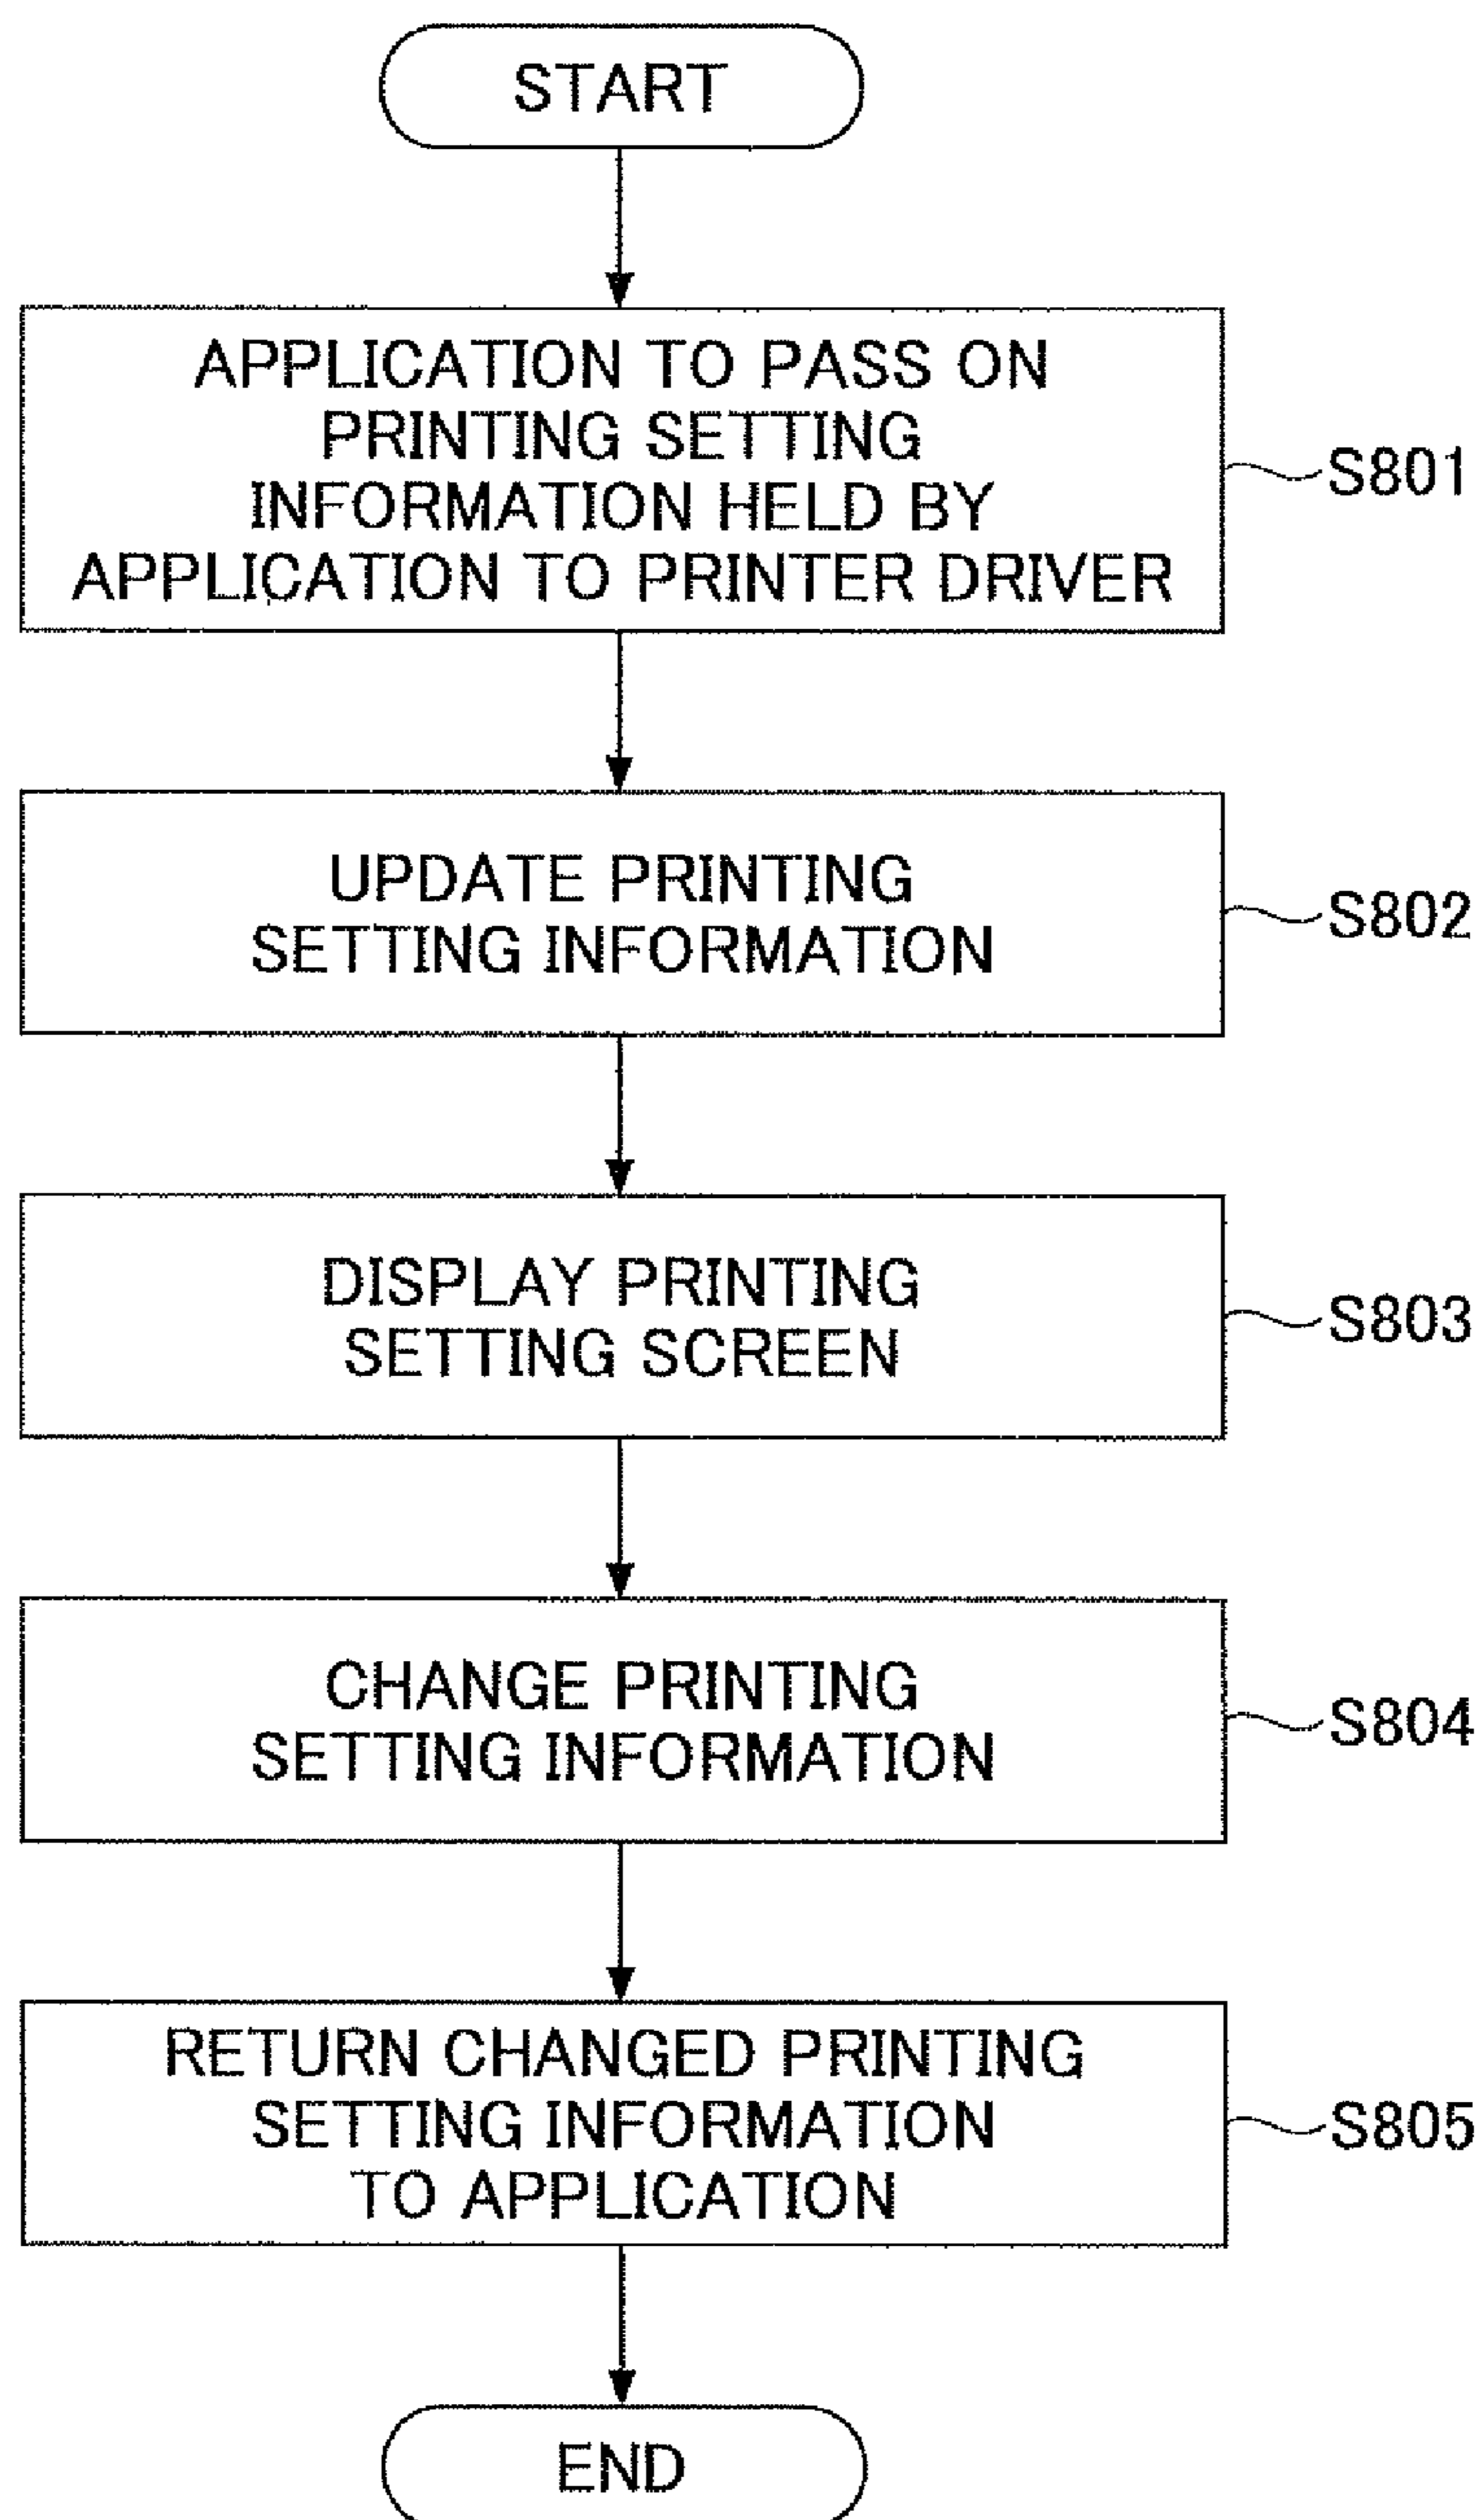 START
APPLICATION TO PASS ON
PRINTING SETTING
INFORMATION HELD BY
APPLICATION TO PRINTER DRIVER
S801
UPDATE PRINTING
SETTING INFORMATION
S802
DISPLAY PRINTING
SETTING SCREEN
S803
CHANGE PRINTING
SETTING INFORMATION
S804
RETURN CHANGED PRINTING
SETTING INFORMATION
TO APPLICATION
S805
END